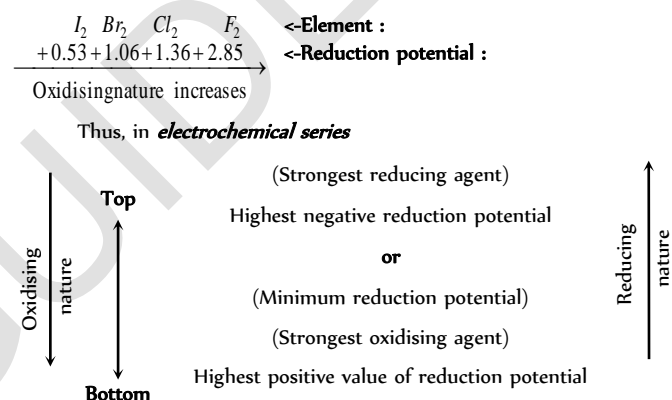 I₂ Br₂ Cl₂ F₂ <-Element :
+0.53+1.06+1.36+2.85 <-Reduction potential :
Oxidisingnature increases
Thus, in electrochemical series
(Strongest reducing agent)
Top
Highest negative reduction potential
or
(Minimum reduction potential)
(Strongest oxidising agent)
Highest positive value of reduction potential
Bottom
Oxidising
nature
Reducing
nature
GUIDE